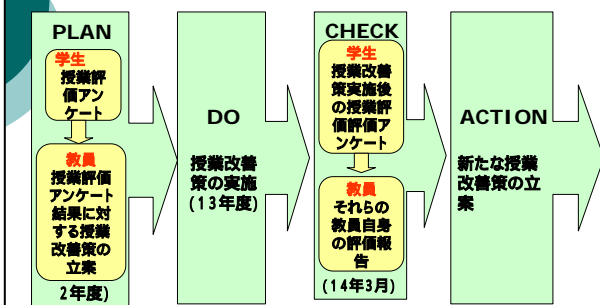 PLAN
学生
授業評
価アン
ケート
教員
授業評価
アンケート
結果に対
する授業
改善策の
立案
2年度)
DO
授業改善
策の実施
(13年度)
CHECK
学生
授業改善
策実施後
の授業評
価評価ア
ンケート
教員
それらの
教員自身
の評価報
告
(14年3月)
ACTION
新たな授業
改善策の立
案